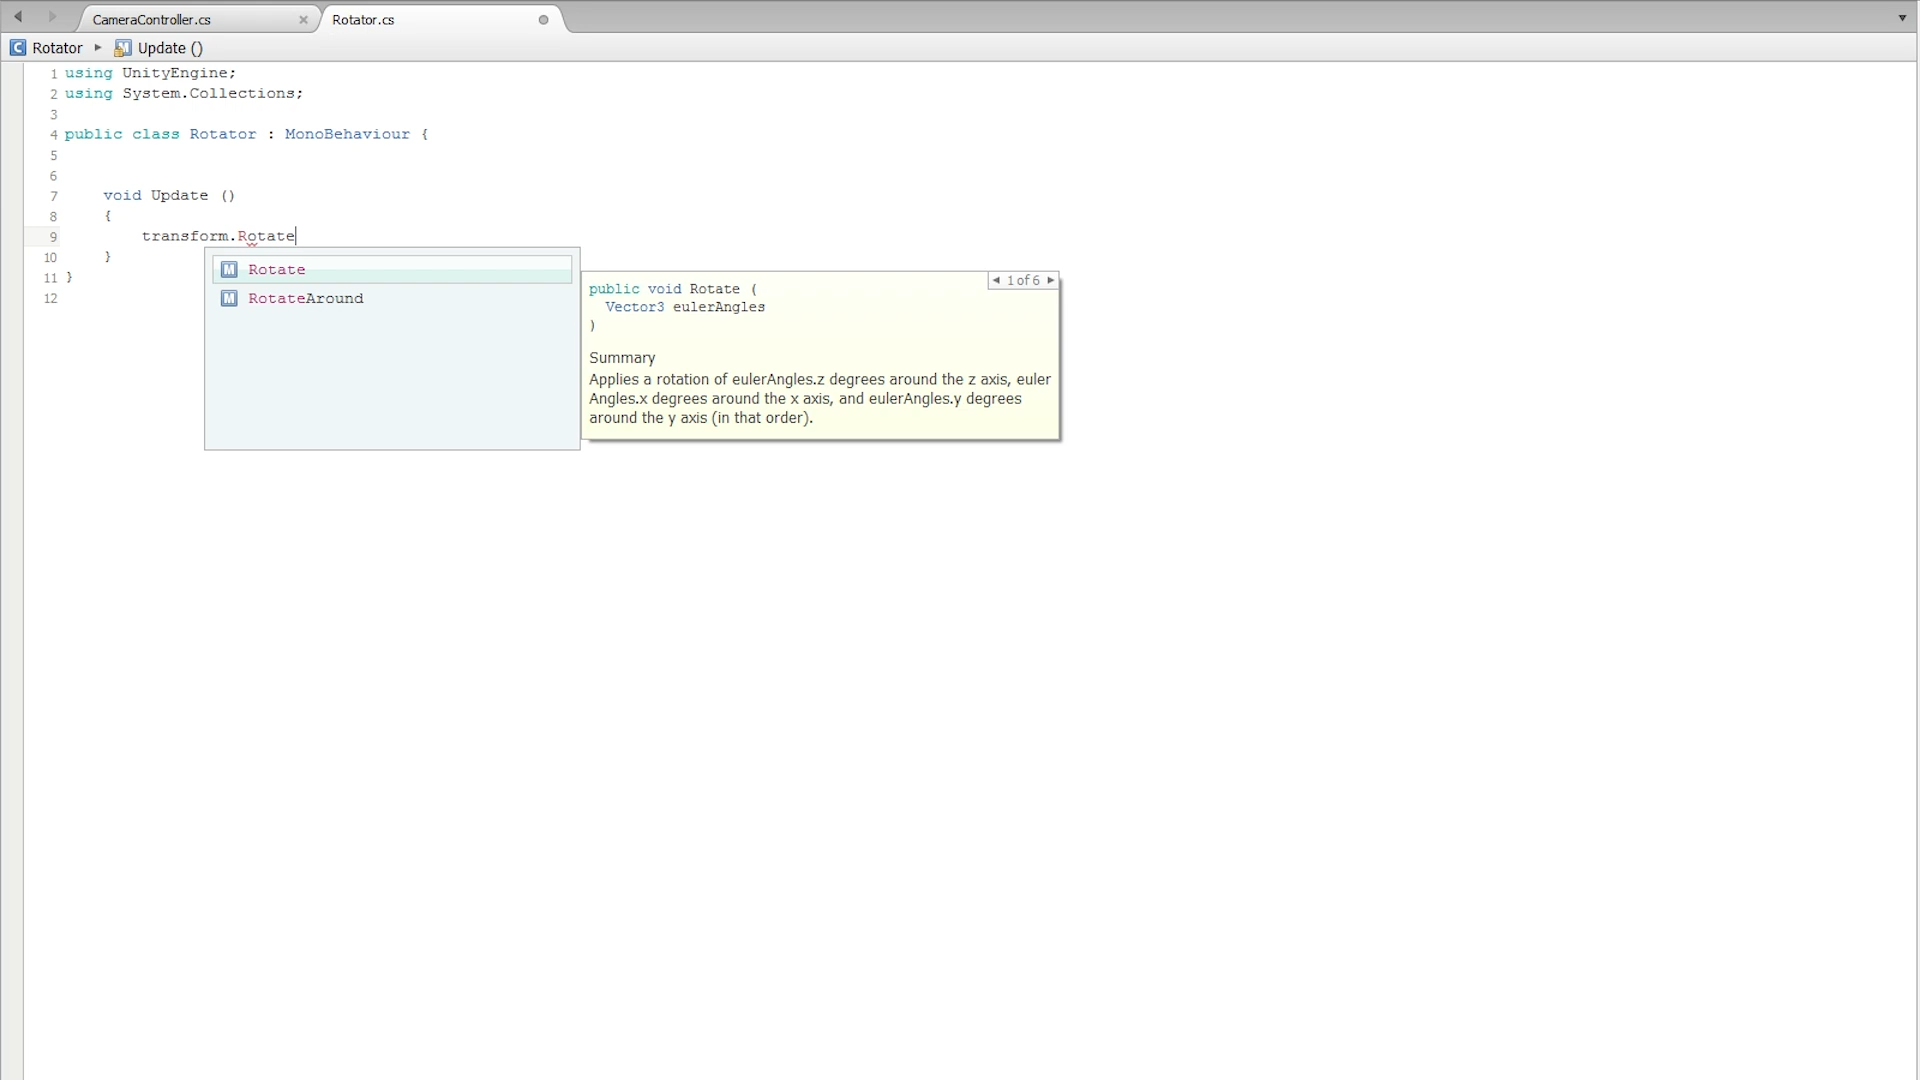 CameraController.cs
Rotator.cs
Rotator Update ()
1 using UnityEngine;
2 using System.Collections;
3
4 public class Rotator : MonoBehaviour {
5
6
7 void Update ()
8 {
9 transform.Rotate
10 }
11 }
12
Rotate
RotateAround
1 of 6
public void Rotate (
Vector3 eulerAngles
)
Summary
Applies a rotation of eulerAngles.z degrees around the z axis, euler
Angles.x degrees around the x axis, and eulerAngles.y degrees
around the y axis (in that order).